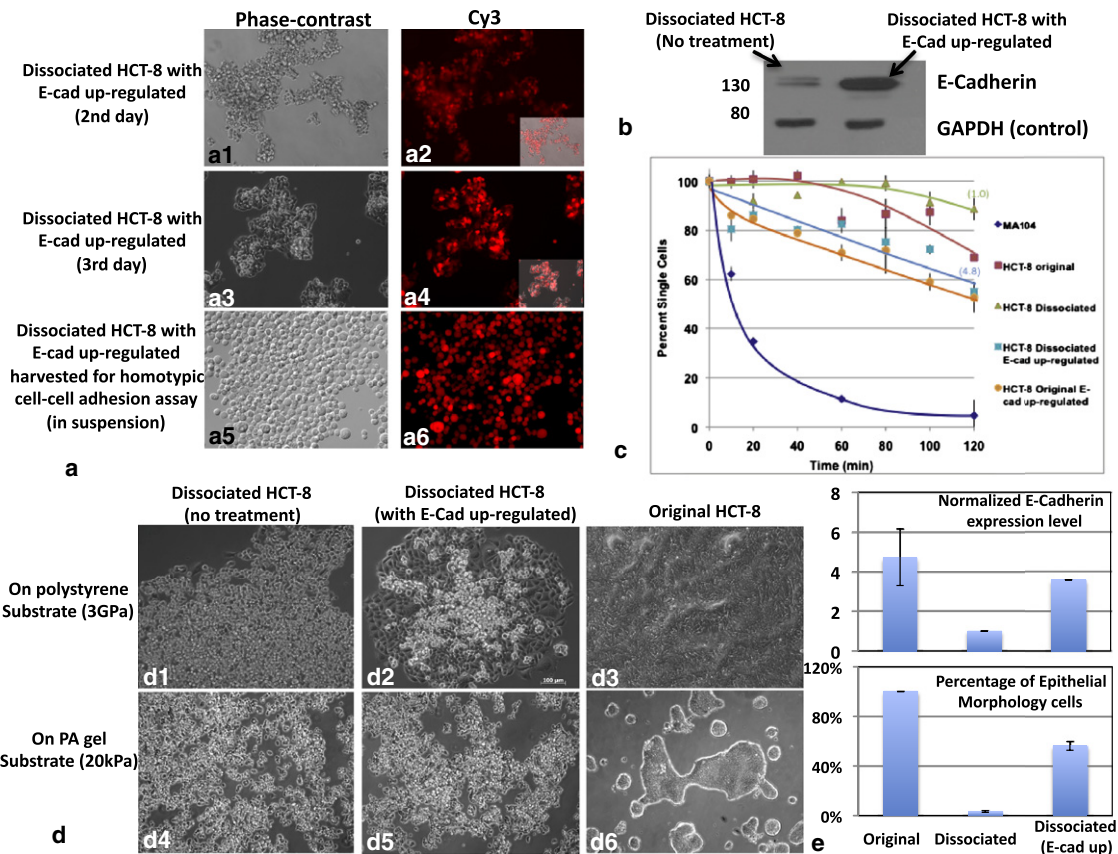 Phase-contrast
Cy3
Dissociated HCT-8 with
E-cad up-regulated
(2nd day)
a1
a2
Dissociated HCT-8 with
E-cad up-regulated
(3rd day)
a3
a4
Dissociated HCT-8 with
E-cad up-regulated
harvested for homotypic
cell-cell adhesion assay
(in suspension)
a5
a6
a
Dissociated HCT-8
(No treatment)
Dissociated HCT-8 with
E-Cad up-regulated
130
80
E-Cadherin
GAPDH (control)
b
Percent Single Cells
100
80
60
40
20
0
0
20
40
60
80
100
120
Time (min)
(1.0)
(4.8)
MA104
HCT-8 original
HCT-8 Dissociated
HCT-8 Dissociated
E-cad up-regulated
HCT-8 Original E-
cad up-regulated
c
Dissociated HCT-8
(no treatment)
Dissociated HCT-8
(with E-Cad up-regulated)
Original HCT-8
On polystyrene
Substrate (3GPa)
d1
d2
100 µm
d3
On PA gel
Substrate (20kPa)
d4
d5
d6
d
8
6
4
2
0
Normalized E-Cadherin
expression level
120%
80%
40%
0%
Percentage of Epithelial
Morphology cells
Original
Dissociated
Dissociated
(E-cad up)
e